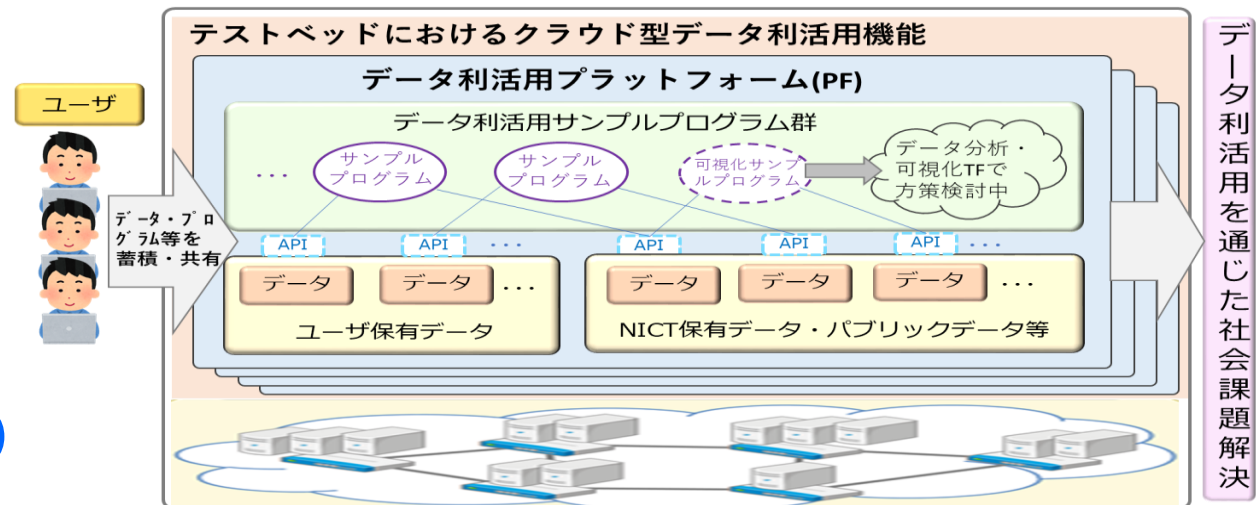 テストベッドにおけるクラウド型データ利活用機能
データ利活用プラットフォーム(PF)
ユーザ
データ利活用サンプルプログラム群
サンプル
プログラム
サンプル
プログラム
可視化サンプ
ルプログラム
データ分析・
可視化TFで
方策検討中
...
データ・プロ
グラム等を
蓄積・共有
API
API
...
API
API
API
...
データ
データ
...
データ
データ
データ
...
ユーザ保有データ
NICT保有データ・パブリックデータ等
データ利活用を通じた社会課題解決